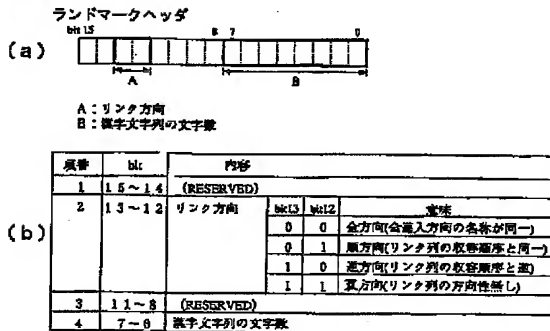 ランドマークヘッダ
bit 15 8 7 0
(a)
A B
A：リンク方向
B：漢字文字列の文字数
(b)
項番 bit 内容
1 15～14 (RESERVED)
2 13～12 リンク方向 bit13 bit12 意味
0 0 全方向(全進入方向の名称が同一)
0 1 順方向(リンク列の収容順序と同一)
1 0 逆方向(リンク列の収容順序と逆)
1 1 方向(リンク列の方向性無し)
3 11～8 (RESERVED)
4 7～0 漢字文字列の文字数